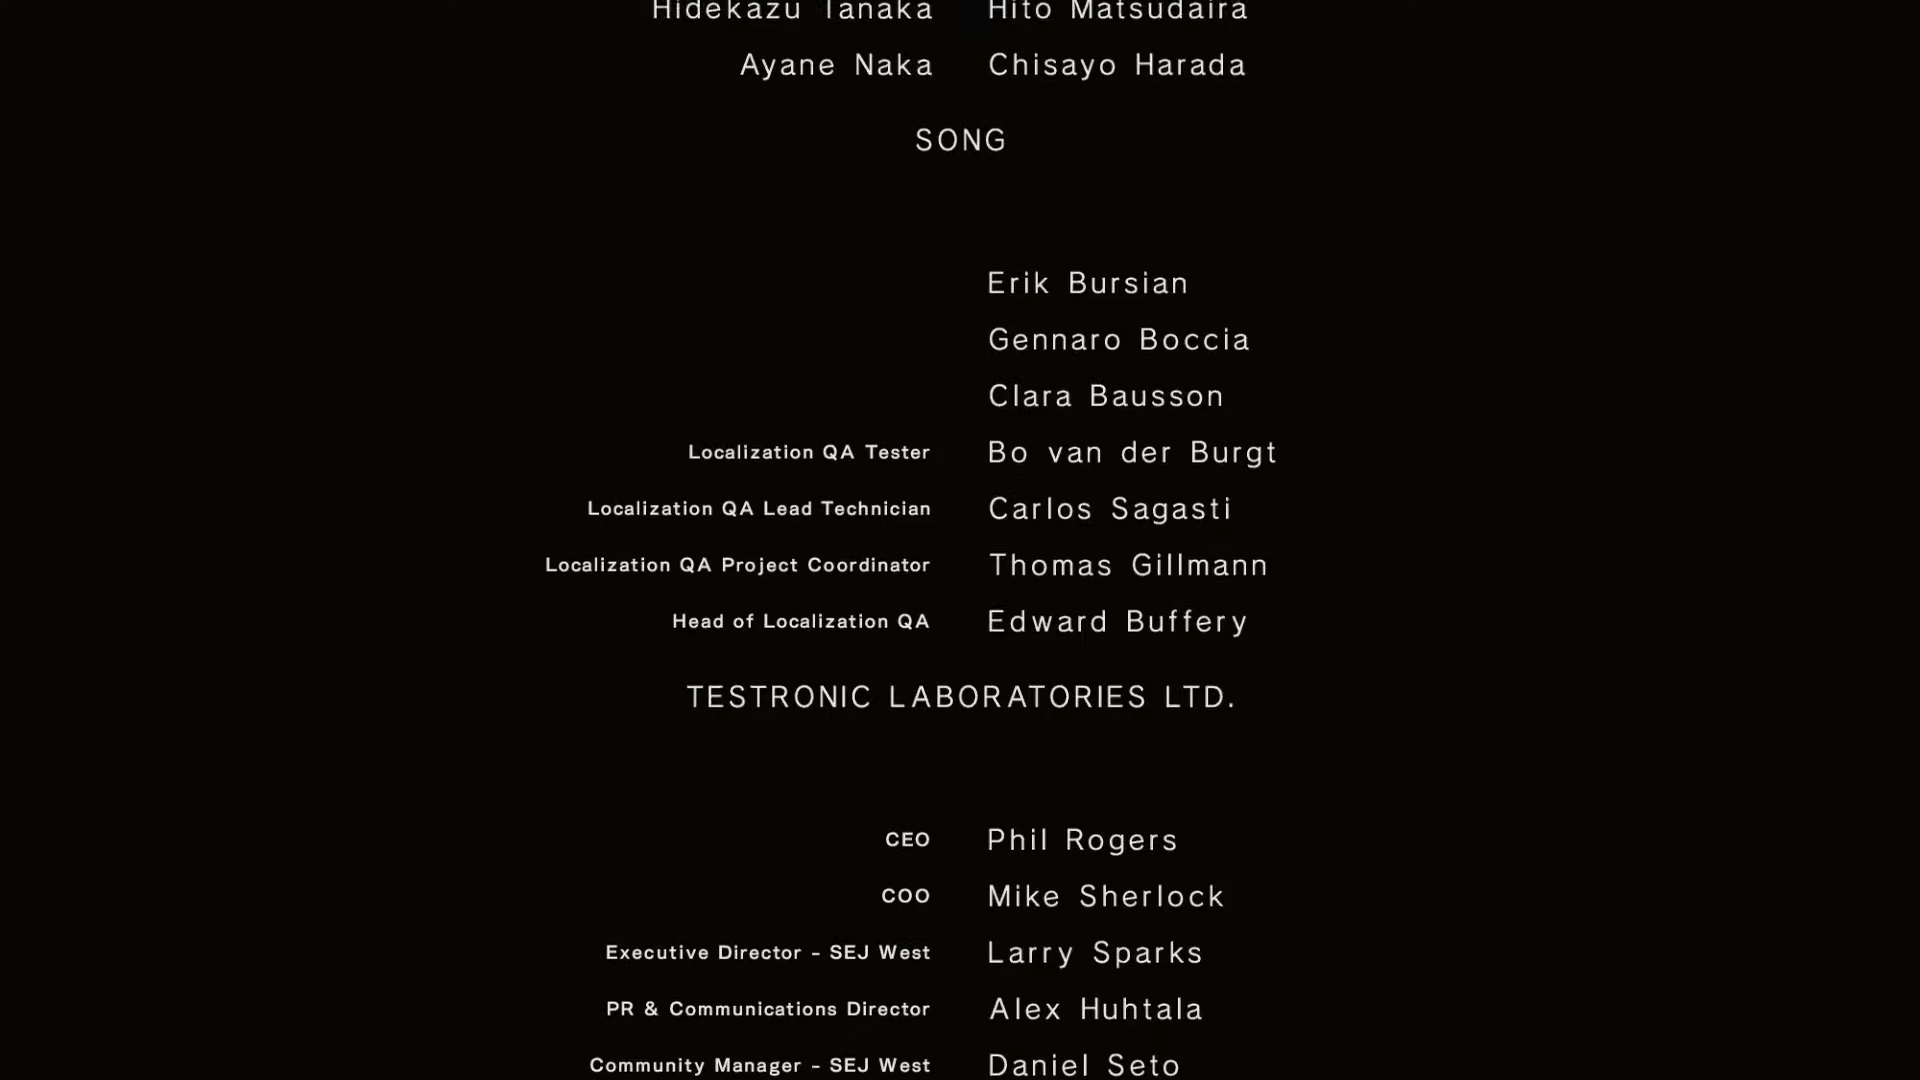 Hidekazu Tanaka Hito Matsudaira
Ayane Naka Chisayo Harada
SONG
Erik Bursian
Gennaro Boccia
Clara Bausson
Localization QA Tester Bo van der Burgt
Localization QA Lead Technician Carlos Sagasti
Localization QA Project Coordinator Thomas Gillmann
Head of Localization QA Edward Buffery
TESTRONIC LABORATORIES LTD.
CEO Phil Rogers
COO Mike Sherlock
Executive Director - SEJ West Larry Sparks
PR & Communications Director Alex Huhtala
Community Manager - SEJ West Daniel Seto